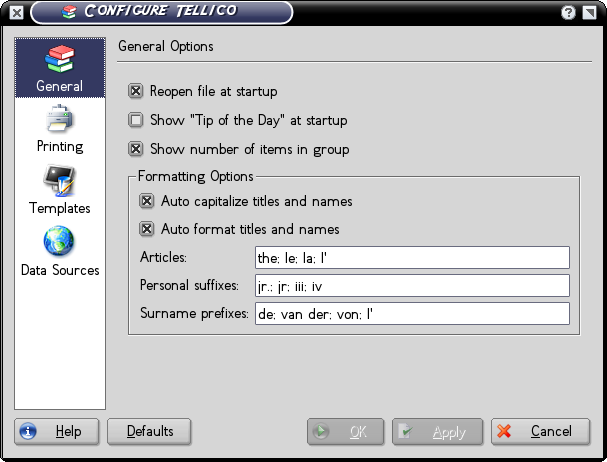 Configure Tellico
General
Printing
Templates
Data Sources
General Options
Reopen file at startup
Show "Tip of the Day" at startup
Show number of items in group
Formatting Options
Auto capitalize titles and names
Auto format titles and names
Articles: the; le; la; l'
Personal suffixes: jr.; jr; iii; iv
Surname prefixes: de; van der; von; l'
Help Defaults OK Apply Cancel